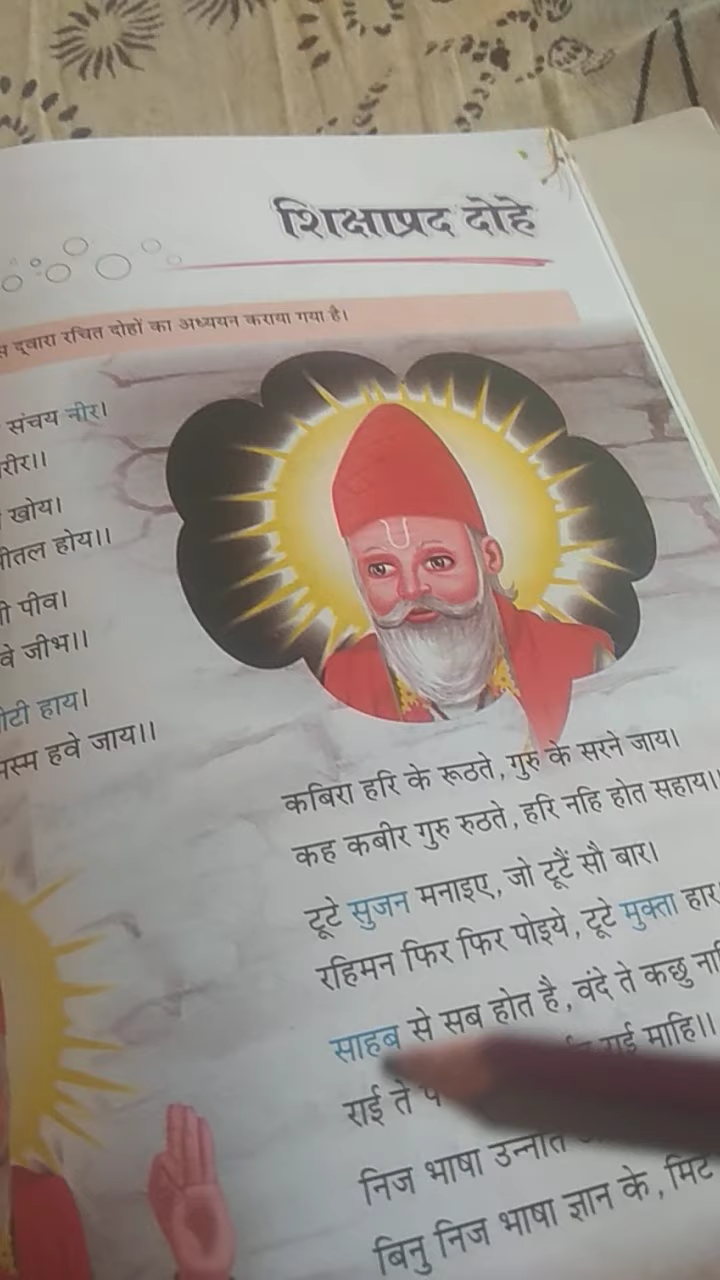 शिक्षाप्रद दोहे
द्वारा रचित दोहों का अध्ययन कराया गया है।
संचय नीर।
खोय।
होय।।
पीव।
जीभ।।
हाय।
हवे जाय।।
कबिरा हरि के रूठते, गुरु के सरने जाय।
कह कबीर गुरु रुठते, हरि नहि होत सहाय।।
टूटे सुजन मनाइए, जो टूटैं सौ बार।
रहिमन फिर फिर पोइये, टूटे मुक्ता हार
साहब से सब होत है, वंदे ते कछु
राई ते राई माहि।।
निज भाषा उन्नति
बिनु निज भाषा ज्ञान के, मिट